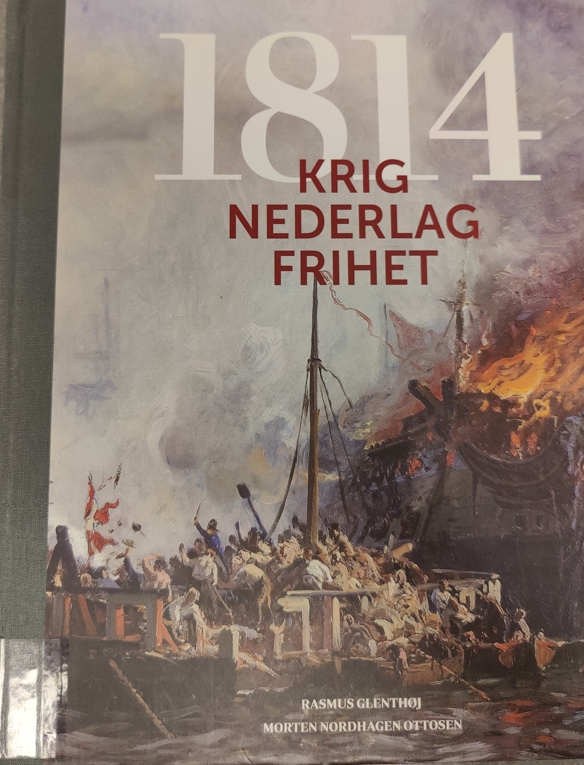 1814
KRIG
NEDERLAG
FRIHET
RASMUS GLENTHØJ
MORTEN NORDHAGEN OTTOSEN